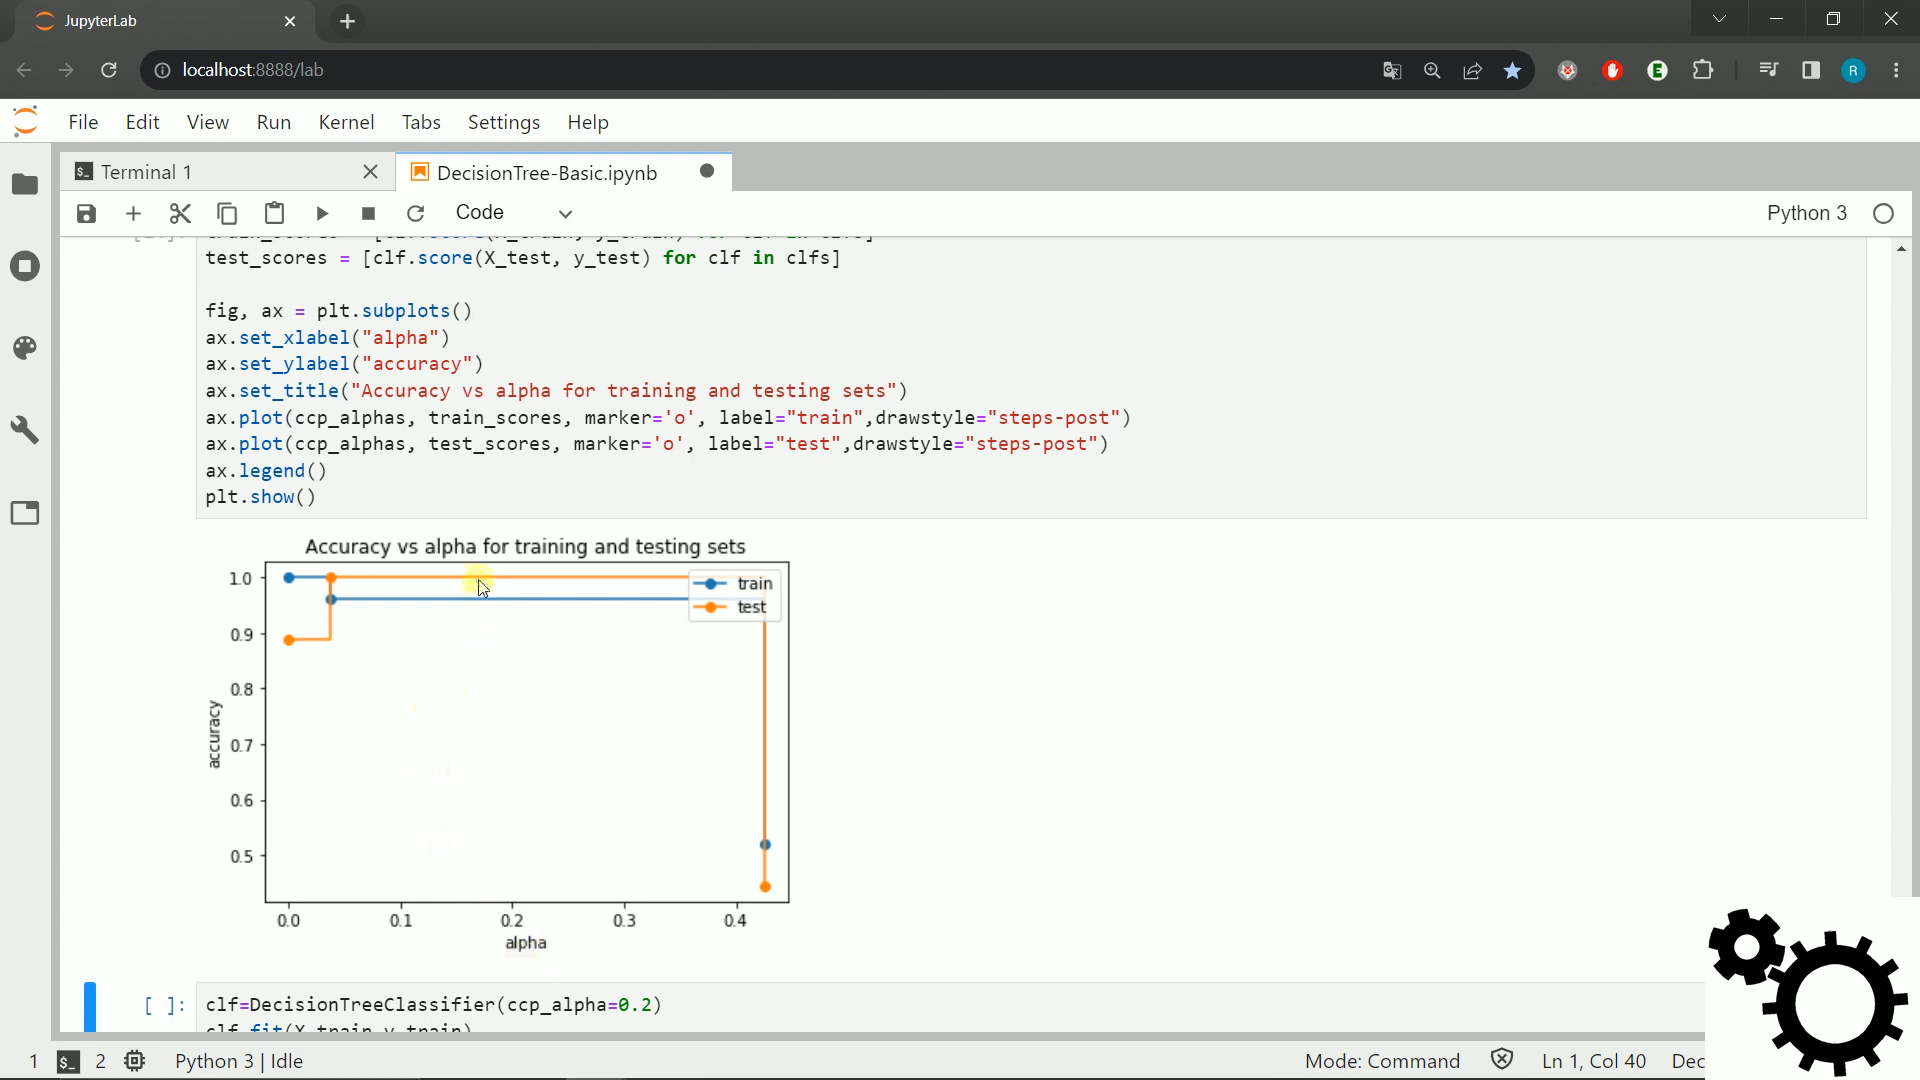 JupyterLab
localhost:8888/lab
R
File Edit View Run Kernel Tabs Settings Help
Terminal 1
DecisionTree-Basic.ipynb
Code
Python 3
test_scores = [clf.score(X_test, y_test) for clf in clfs]
fig, ax = plt.subplots()
ax.set_xlabel("alpha")
ax.set_ylabel("accuracy")
ax.set_title("Accuracy vs alpha for training and testing sets")
ax.plot(ccp_alphas, train_scores, marker='o', label="train",drawstyle="steps-post")
ax.plot(ccp_alphas, test_scores, marker='o', label="test",drawstyle="steps-post")
ax.legend()
plt.show()
Accuracy vs alpha for training and testing sets
train
test
1.0
0.9
0.8
0.7
0.6
0.5
accuracy
0.0 0.1 0.2 0.3 0.4
alpha
[ ]: clf=DecisionTreeClassifier(ccp_alpha=0.2)
clf.fit(X_train,y_train)
1 2 Python 3 | Idle
Mode: Command Ln 1, Col 40 Dec